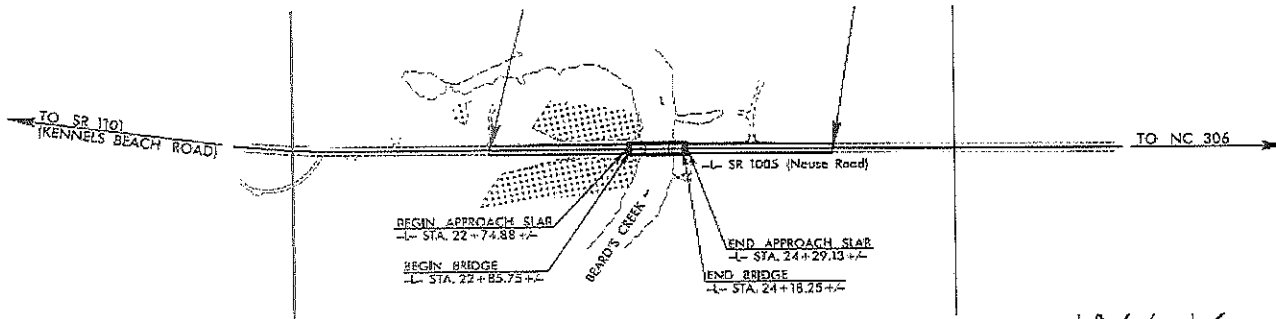 TO SR 1101
(KENNELS BEACH ROAD)
TO NC 306
-L- SR 1005 (Neuse Road)
BEGIN APPROACH SLAB
-L- STA. 22+74.88 +/-
BEGIN BRIDGE
-L- STA. 22+85.75 +/-
BEARD'S CREEK
END APPROACH SLAB
-L- STA. 24+29.13 +/-
END BRIDGE
-L- STA. 24+18.25 +/-